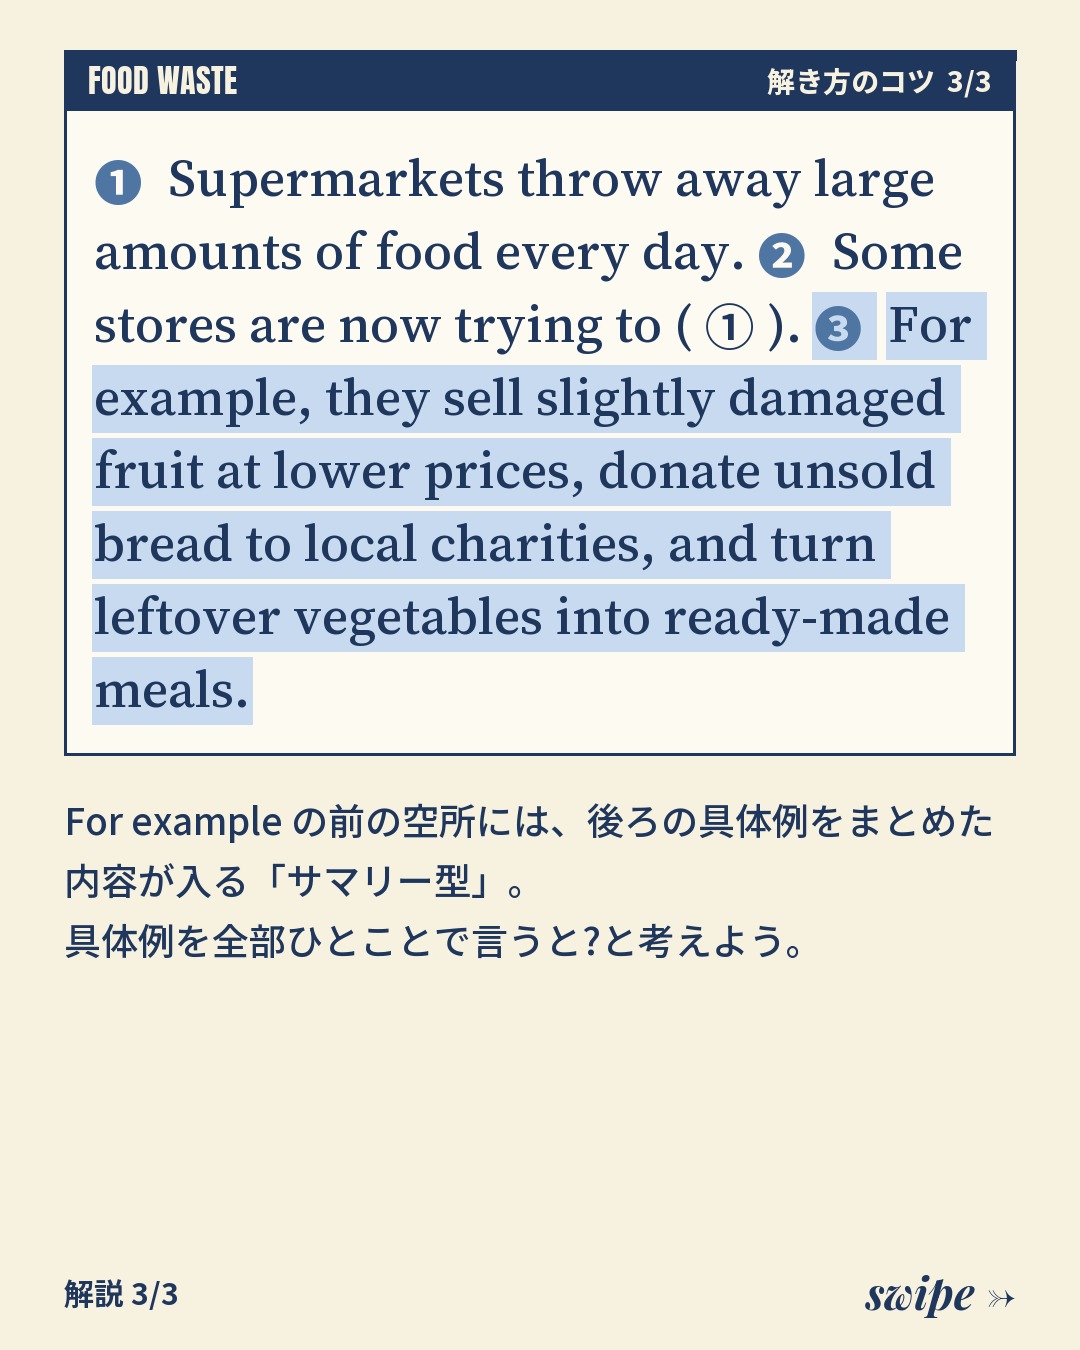 FOOD WASTE 解き方のコツ 3/3
❶ Supermarkets throw away large
amounts of food every day. ❷ Some
stores are now trying to ( ① ). ❸ For
example, they sell slightly damaged
fruit at lower prices, donate unsold
bread to local charities, and turn
leftover vegetables into ready-made
meals.
For example の前の空所には、後ろの具体例をまとめた
内容が入る「サマリー型」。
具体例を全部ひとことで言うと?と考えよう。
解説 3/3 swipe